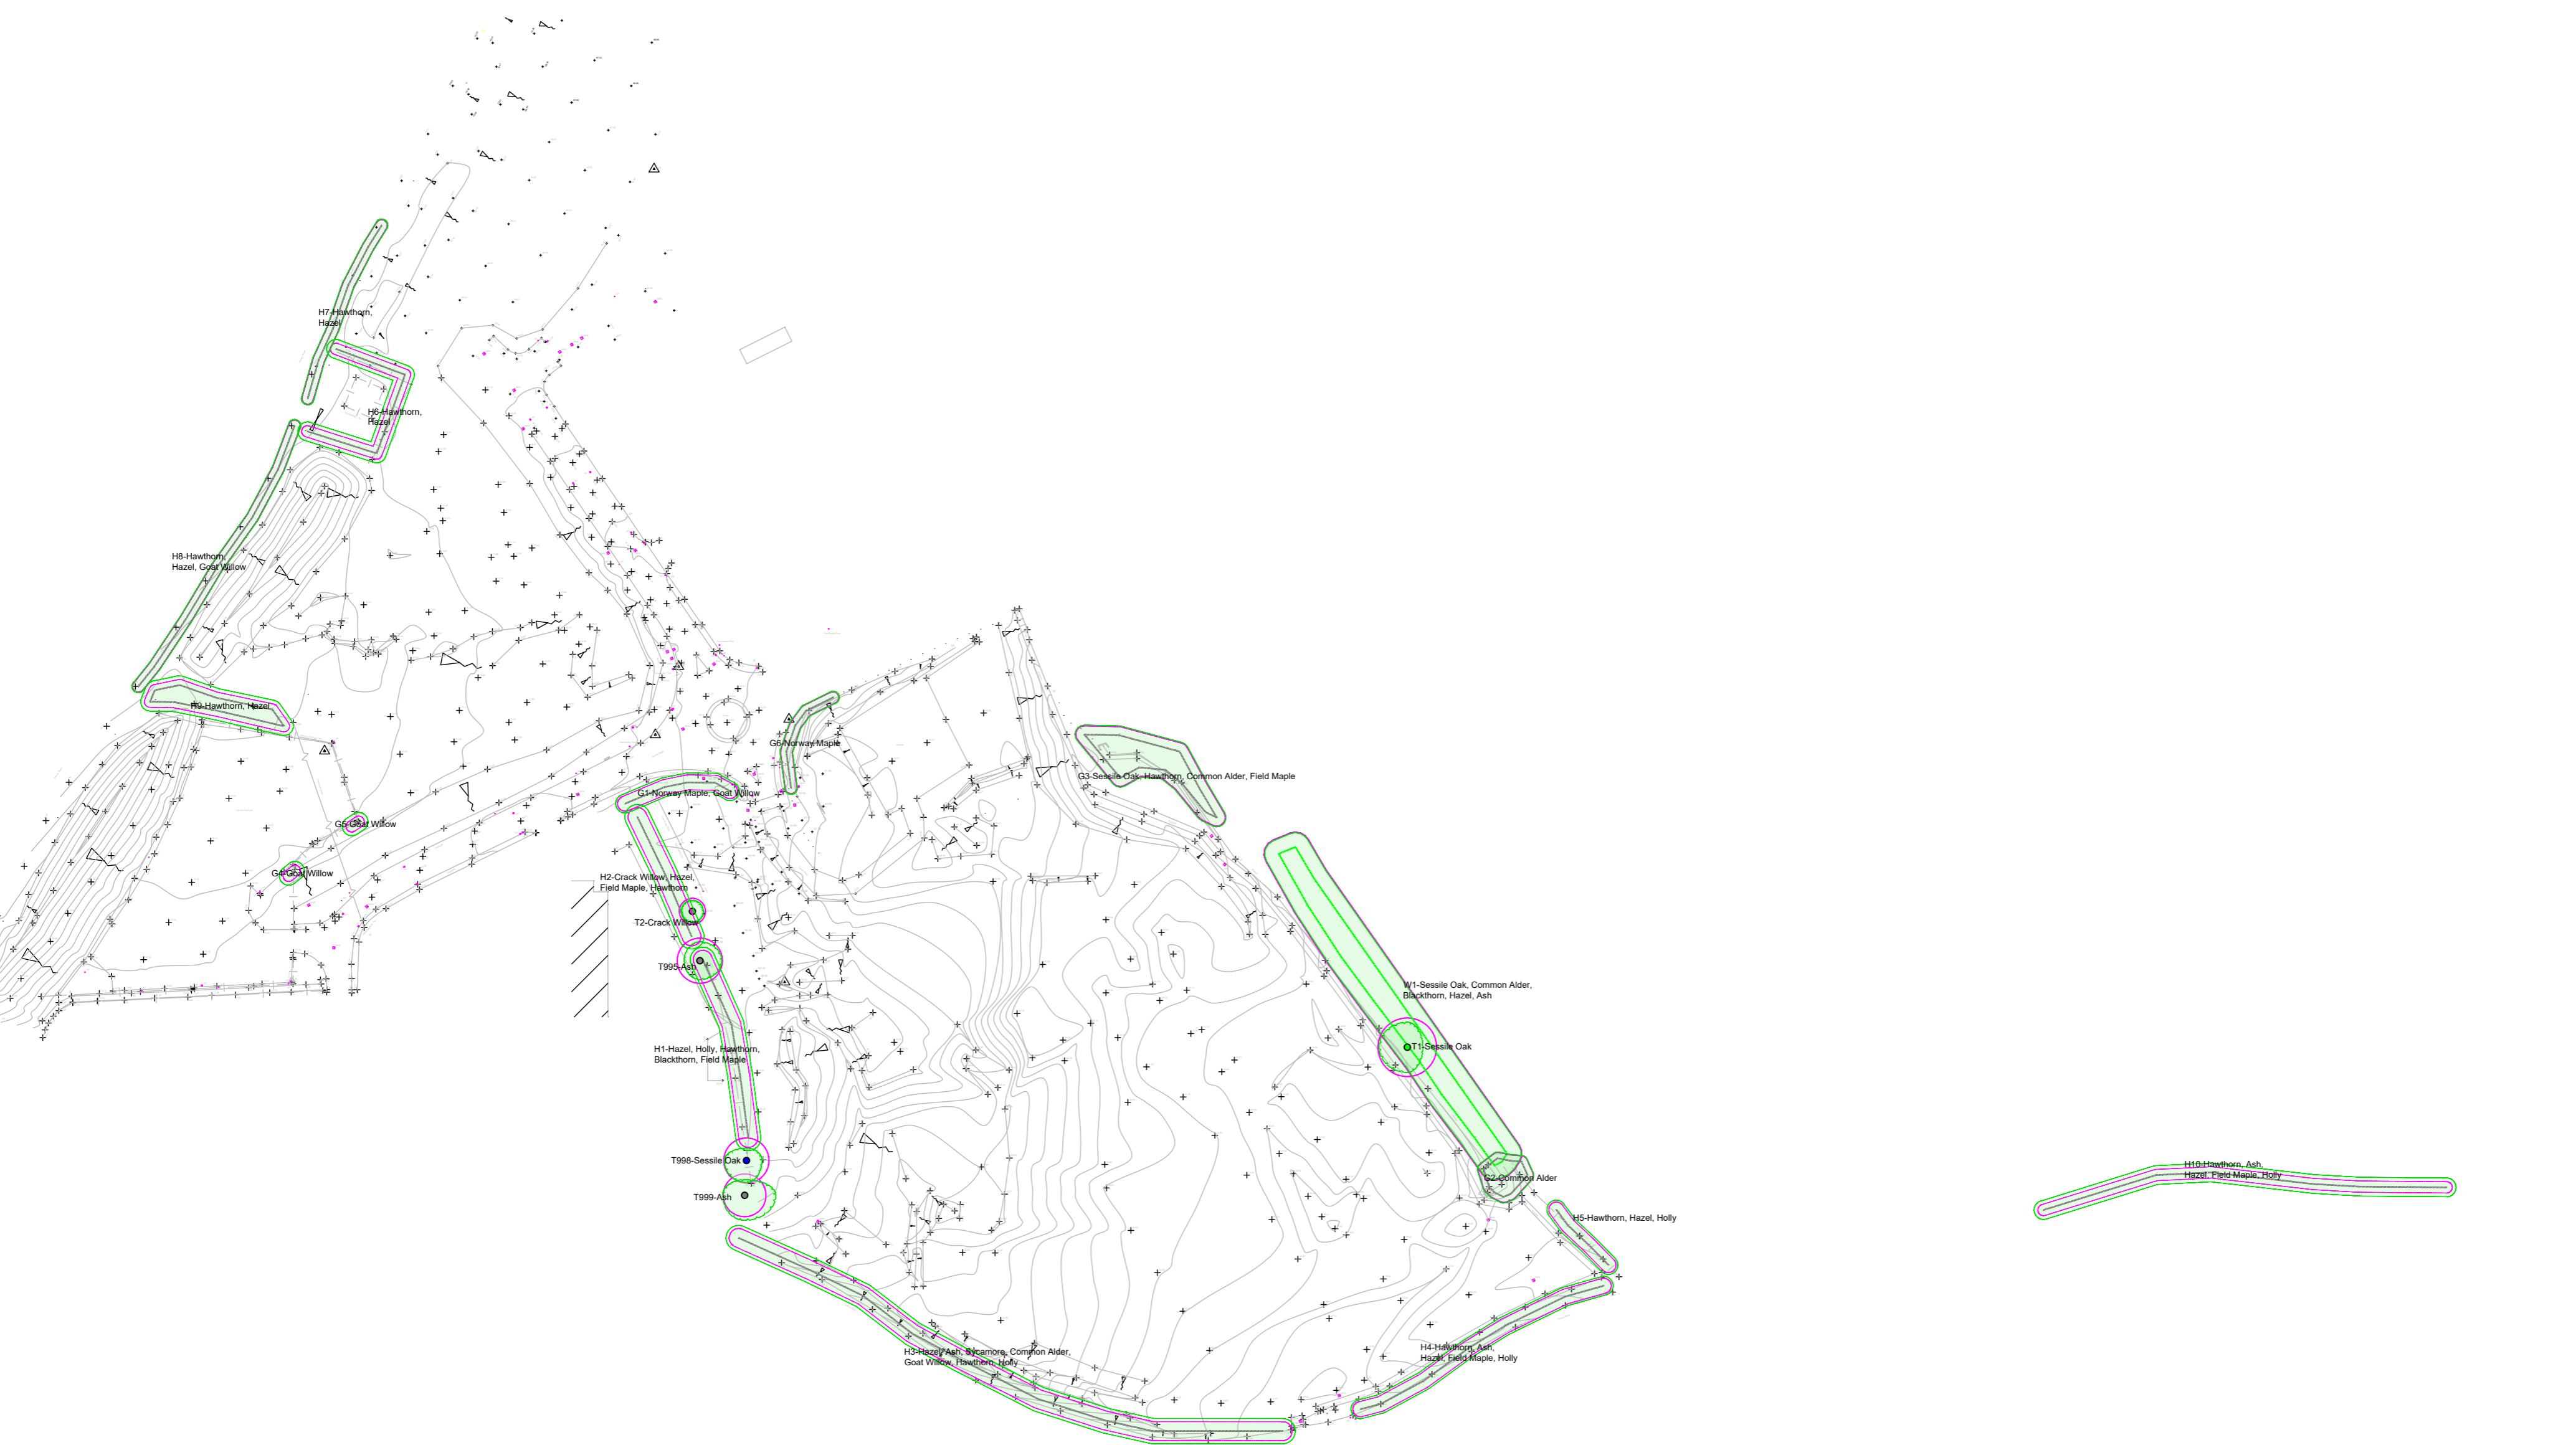 H7-Hawthorn,
Hazel
H6-Hawthorn,
Hazel
H8-Hawthorn,
Hazel, Goat Willow
H9-Hawthorn, Hazel
G6-Norway Maple
G3-Sessile Oak, Hawthorn, Common Alder, Field Maple
G1-Norway Maple, Goat Willow
G5-Goat Willow
G4-Goat Willow
H2-Crack Willow, Hazel,
Field Maple, Hawthorn
T2-Crack Willow
T995-Ash
W1-Sessile Oak, Common Alder,
Blackthorn, Hazel, Ash
T1-Sessile Oak
H1-Hazel, Holly, Hawthorn,
Blackthorn, Field Maple
T998-Sessile Oak
T999-Ash
G2-Common Alder
H10-Hawthorn, Ash,
Hazel, Field Maple, Holly
H5-Hawthorn, Hazel, Holly
H3-Hazel, Ash, Sycamore, Common Alder,
Goat Willow, Hawthorn, Holly
H4-Hawthorn, Ash,
Hazel, Field Maple, Holly